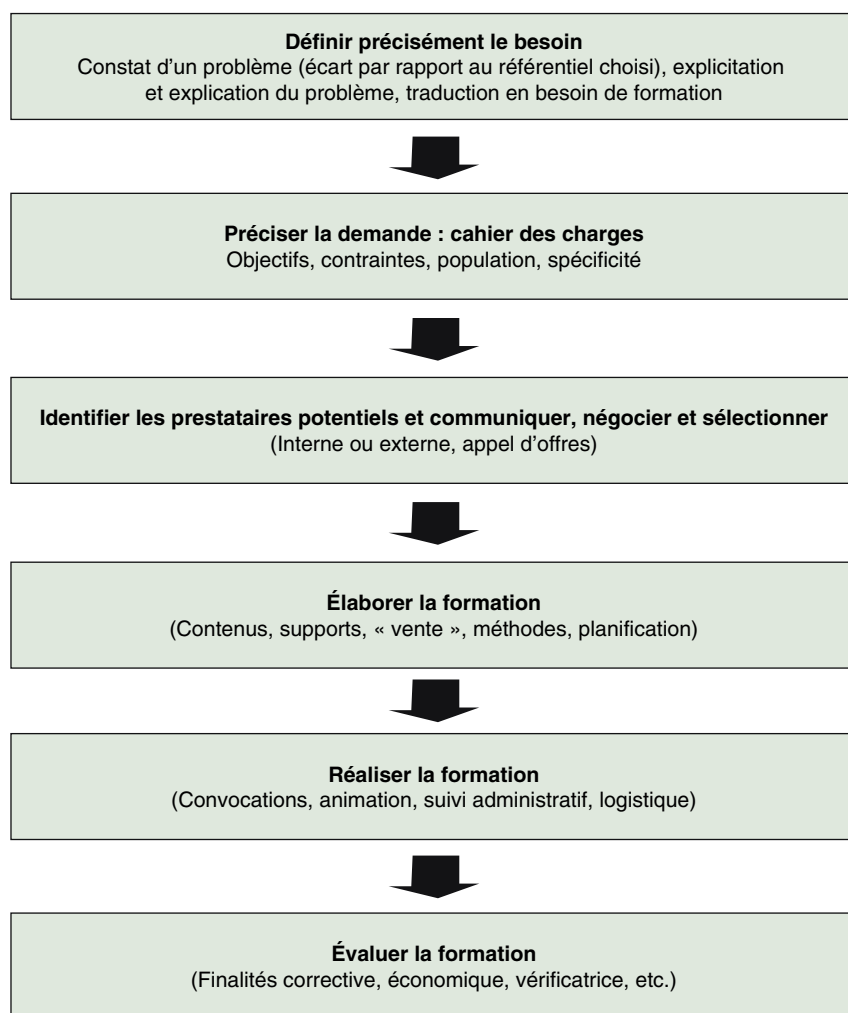 Définir précisément le besoin
Constat d'un problème (écart par rapport au référentiel choisi), explicitation
et explication du problème, traduction en besoin de formation
Préciser la demande : cahier des charges
Objectifs, contraintes, population, spécificité
Identifier les prestataires potentiels et communiquer, négocier et sélectionner
(Interne ou externe, appel d'offres)
Élaborer la formation
(Contenus, supports, « vente », méthodes, planification)
Réaliser la formation
(Convocations, animation, suivi administratif, logistique)
Évaluer la formation
(Finalités corrective, économique, vérificatrice, etc.)